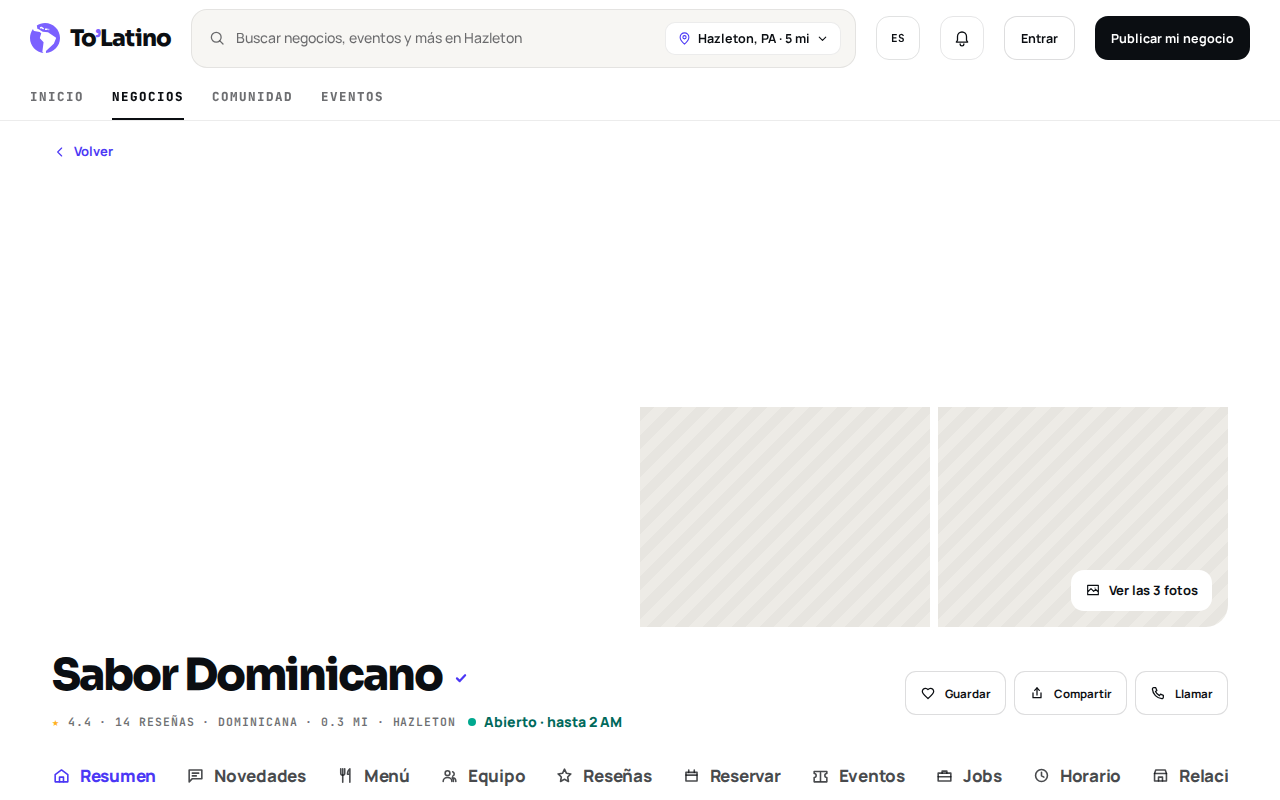 To'Latino
Buscar negocios, eventos y más en Hazleton
Hazleton, PA · 5 mi
ES
Entrar
Publicar mi negocio
INICIO
NEGOCIOS
COMUNIDAD
EVENTOS
Volver
Ver las 3 fotos
Sabor Dominicano
★ 4.4 · 14 RESEÑAS · DOMINICANA · 0.3 MI · HAZLETON
Abierto · hasta 2 AM
Guardar
Compartir
Llamar
Resumen
Novedades
Menú
Equipo
Reseñas
Reservar
Eventos
Jobs
Horario
Relaci